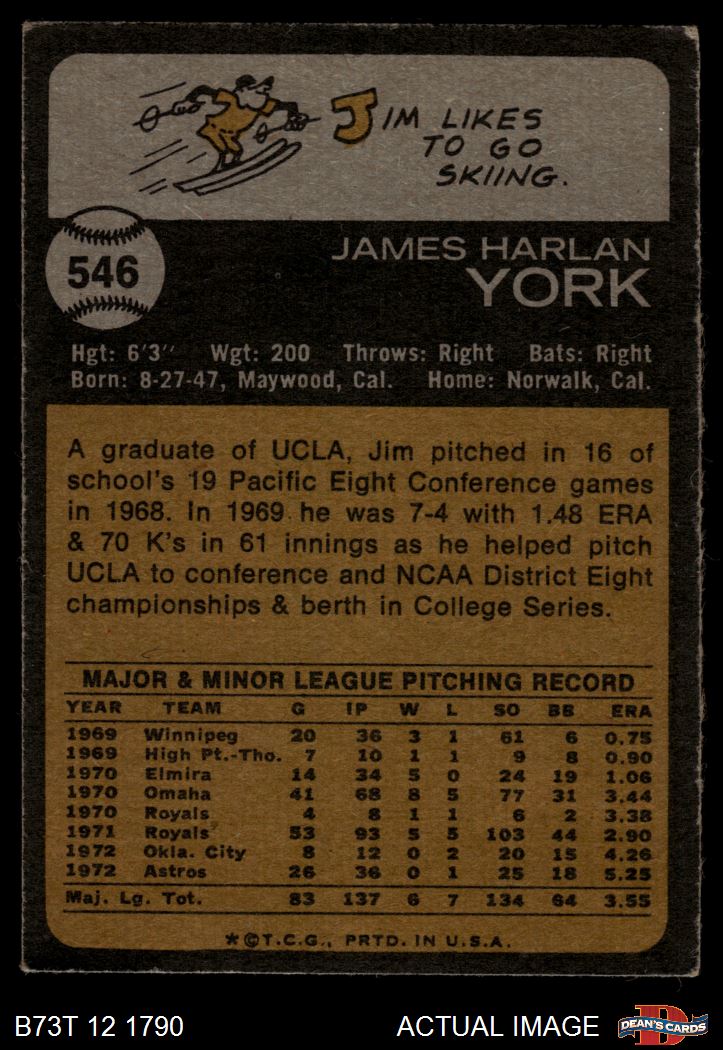 JIM LIKES
TO GO
SKIING.
546
JAMES HARLAN
YORK
Hgt: 6'3" Wgt: 200 Throws: Right Bats: Right
Born: 8-27-47, Maywood, Cal. Home: Norwalk, Cal.
A graduate of UCLA, Jim pitched in 16 of
school's 19 Pacific Eight Conference games
in 1968. In 1969 he was 7-4 with 1.48 ERA
& 70 K's in 61 innings as he helped pitch
UCLA to conference and NCAA District Eight
championships & berth in College Series.
MAJOR & MINOR LEAGUE PITCHING RECORD
YEAR TEAM G IP W L SO BB ERA
1969 Winnipeg 20 36 3 1 61 6 0.75
1969 High Pt.-Tho. 7 10 1 1 9 8 0.90
1970 Elmira 14 34 5 0 24 19 1.06
1970 Omaha 41 68 8 5 77 31 3.44
1970 Royals 4 8 1 1 6 2 3.38
1971 Royals 53 93 5 5 103 44 2.90
1972 Okla. City 8 12 0 2 20 15 4.26
1972 Astros 26 36 0 1 25 18 5.25
Maj. Lg. Tot. 83 137 6 7 134 64 3.55
*©T.C.G., PRTD. IN U.S.A.
B73T 12 1790 ACTUAL IMAGE
D
DEAN'S CARDS